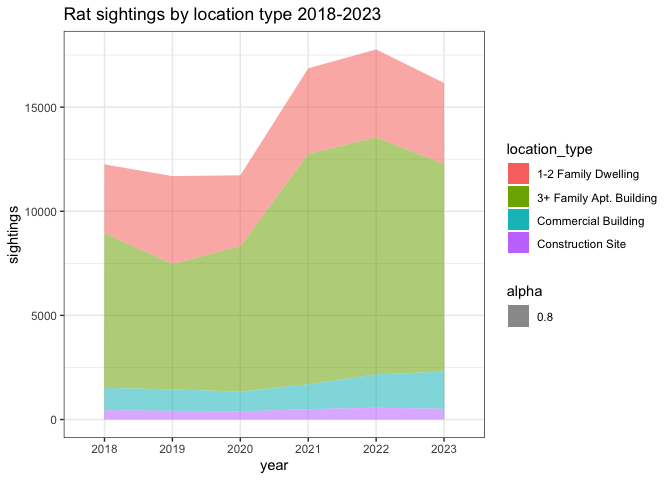 Rat sightings by location type 2018-2023
15000
10000
5000
0
sightings
2018 2019 2020 2021 2022 2023
year
location_type
1-2 Family Dwelling
3+ Family Apt. Building
Commercial Building
Construction Site
alpha
0.8